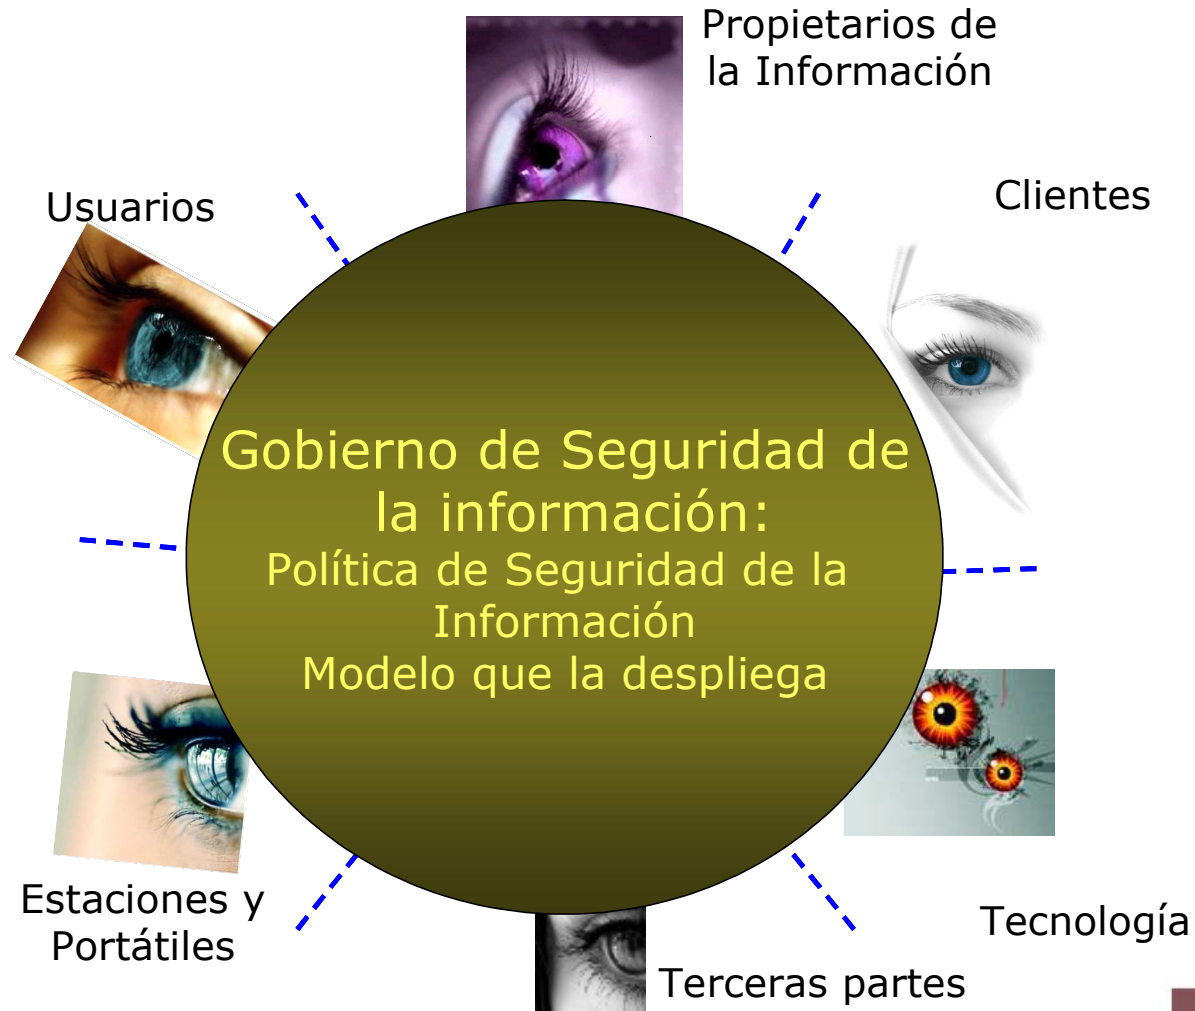 Propietarios de
la Información
Clientes
Usuarios
Gobierno de Seguridad de
la información:
Política de Seguridad de la
Información
Modelo que la despliega
Estaciones y
Portátiles
Tecnología
Terceras partes